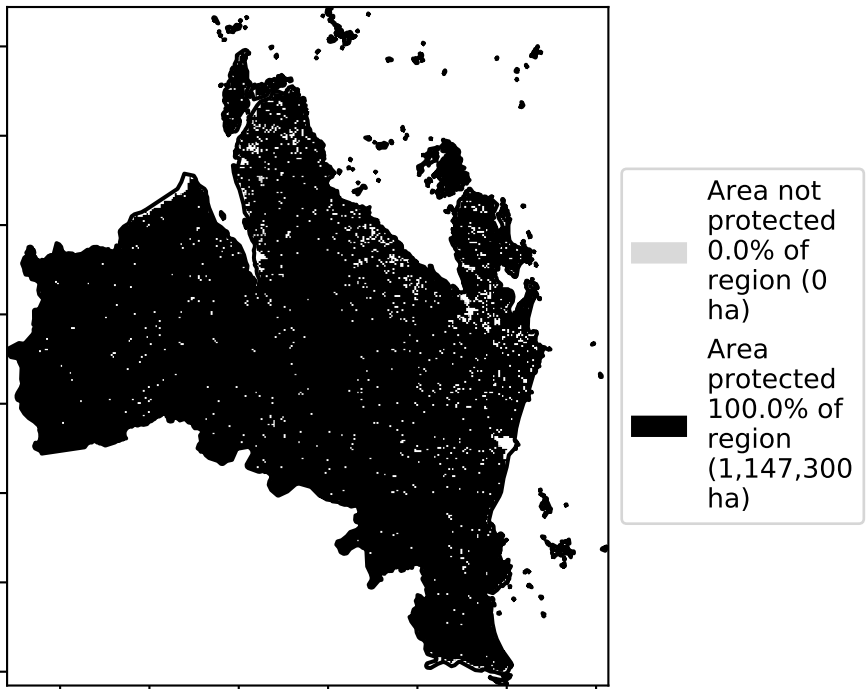 Area not
protected
0.0% of
region (0
ha)
Area
protected
100.0% of
region
(1,147,300
ha)